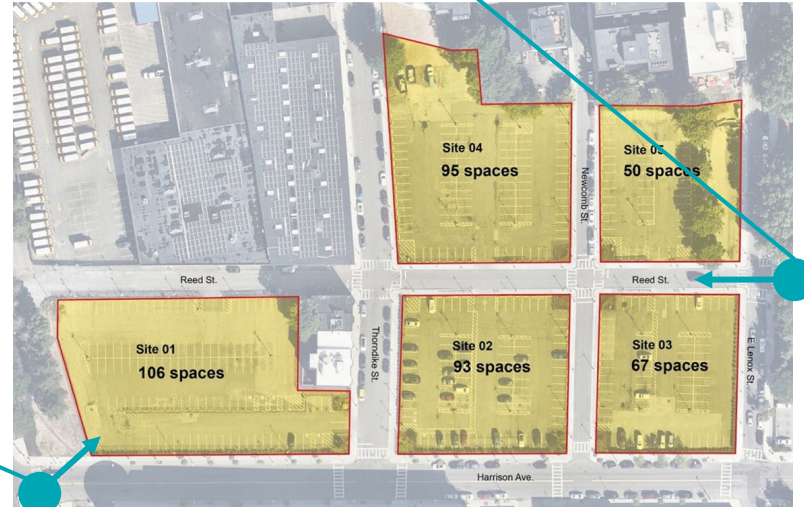 Site 04
95 spaces
Site 05
50 spaces
Newcomb St.
Reed St.
Reed St.
Site 01
106 spaces
Thorndike St.
Site 02
93 spaces
Site 03
67 spaces
E Lenox St.
Harrison Ave.